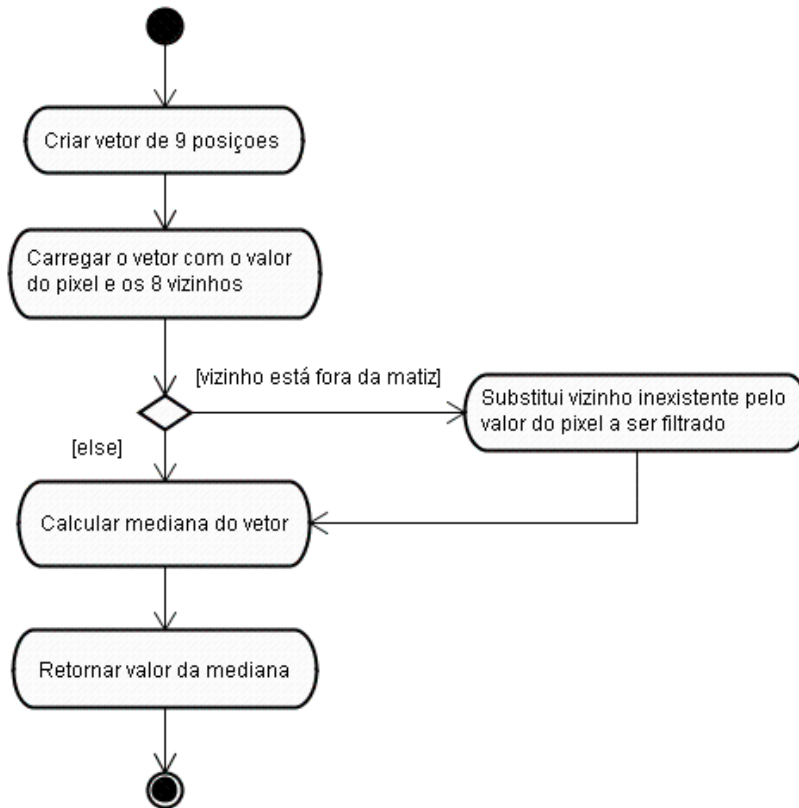 Criar vetor de 9 posiçoes
Carregar o vetor com o valor
do pixel e os 8 vizinhos
[vizinho está fora da matiz]
Substitui vizinho inexistente pelo
valor do pixel a ser filtrado
[else]
Calcular mediana do vetor
Retornar valor da mediana